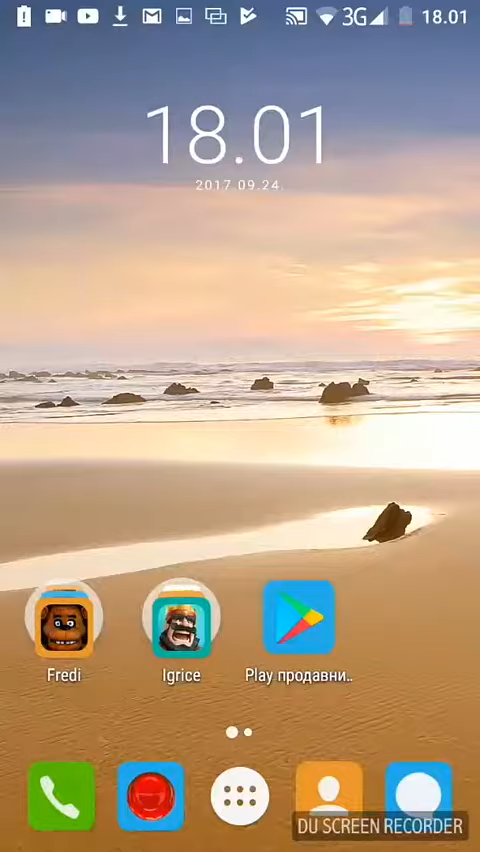 3G 18.01
18.01
2017.09.24.
Fredi
Igrice
Play продавни..
DU SCREEN RECORDER